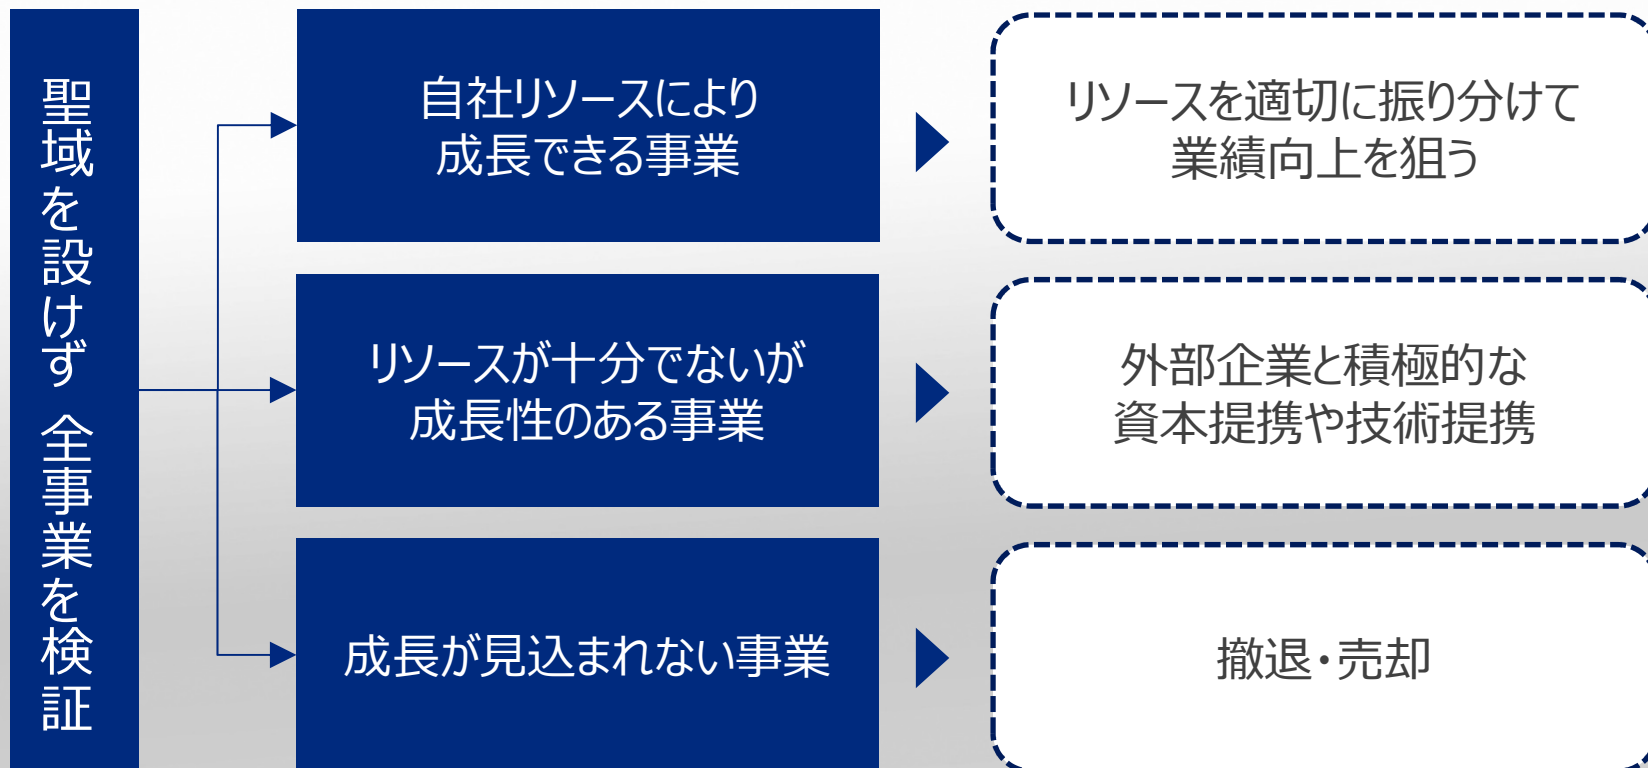 聖域を設けず 全事業を検証
自社リソースにより
成長できる事業
リソースを適切に振り分けて
業績向上を狙う
リソースが十分でないが
成長性のある事業
外部企業と積極的な
資本提携や技術提携
成長が見込まれない事業
撤退・売却